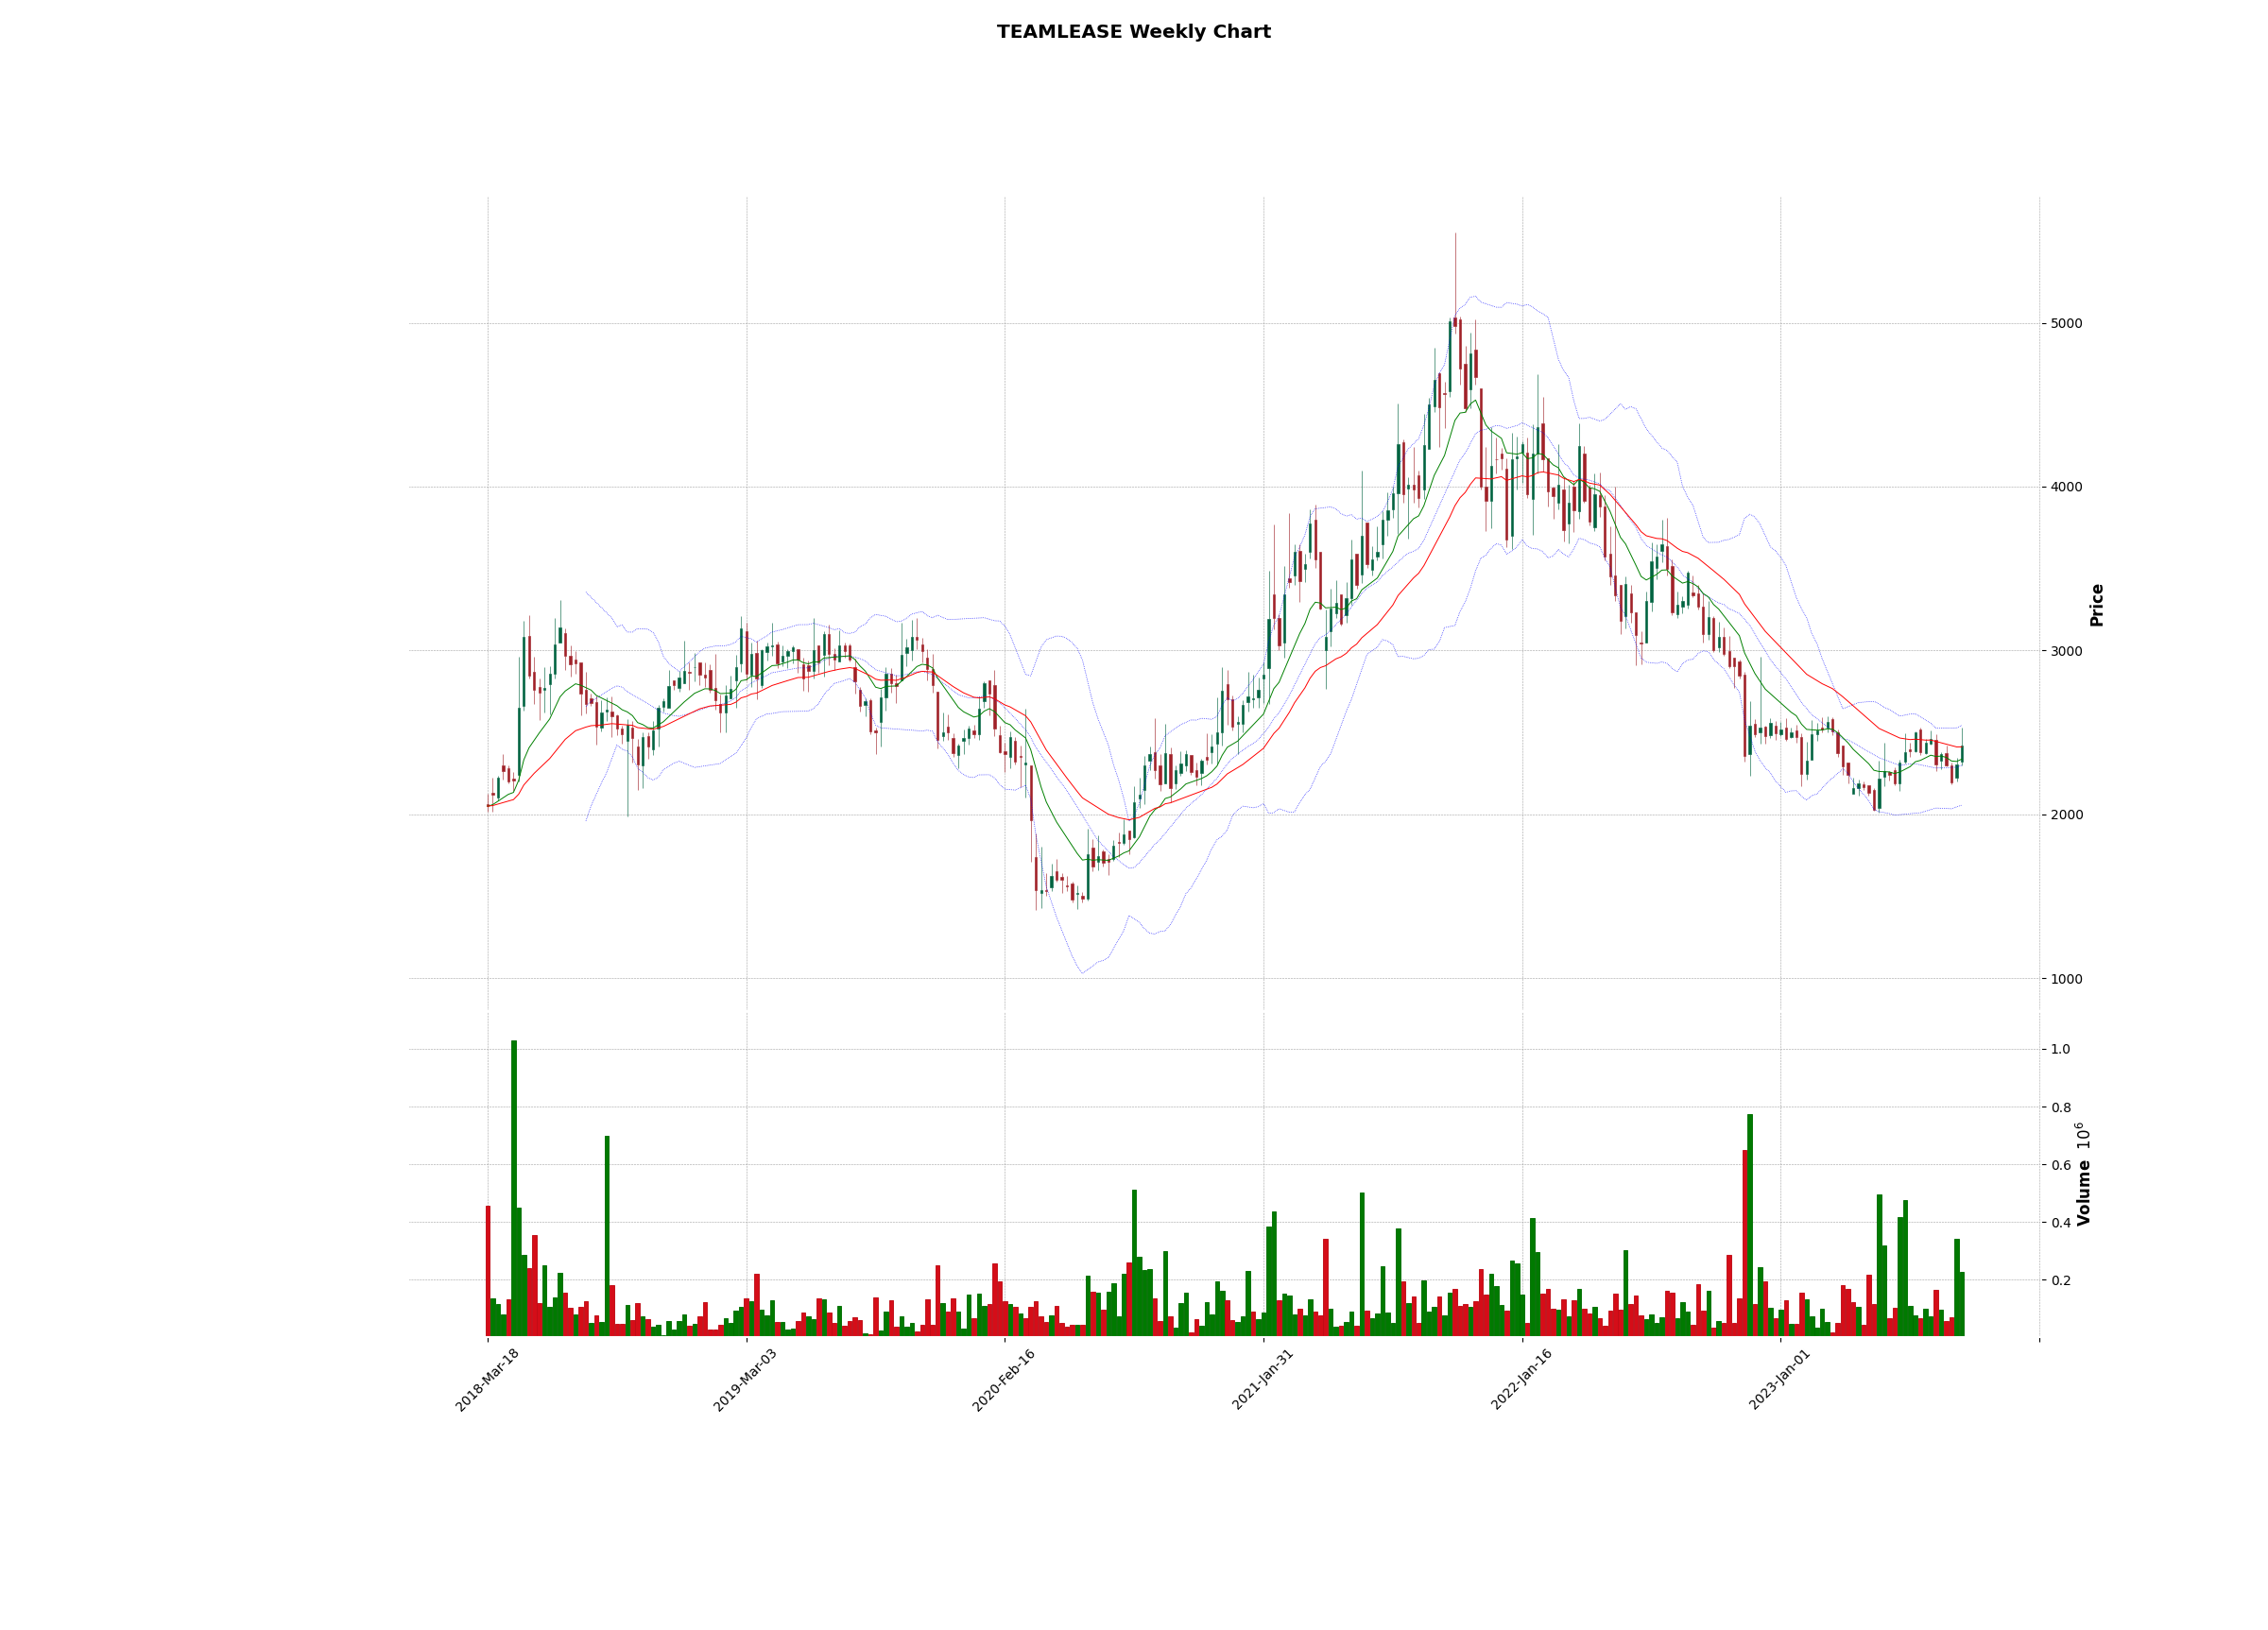 TEAMLEASE Weekly Chart
5000
4000
3000
2000
1000
Price
1.0
0.8
0.6
0.4
0.2
Volume 10^6
2018-Mar-18
2019-Mar-03
2020-Feb-16
2021-Jan-31
2022-Jan-16
2023-Jan-01